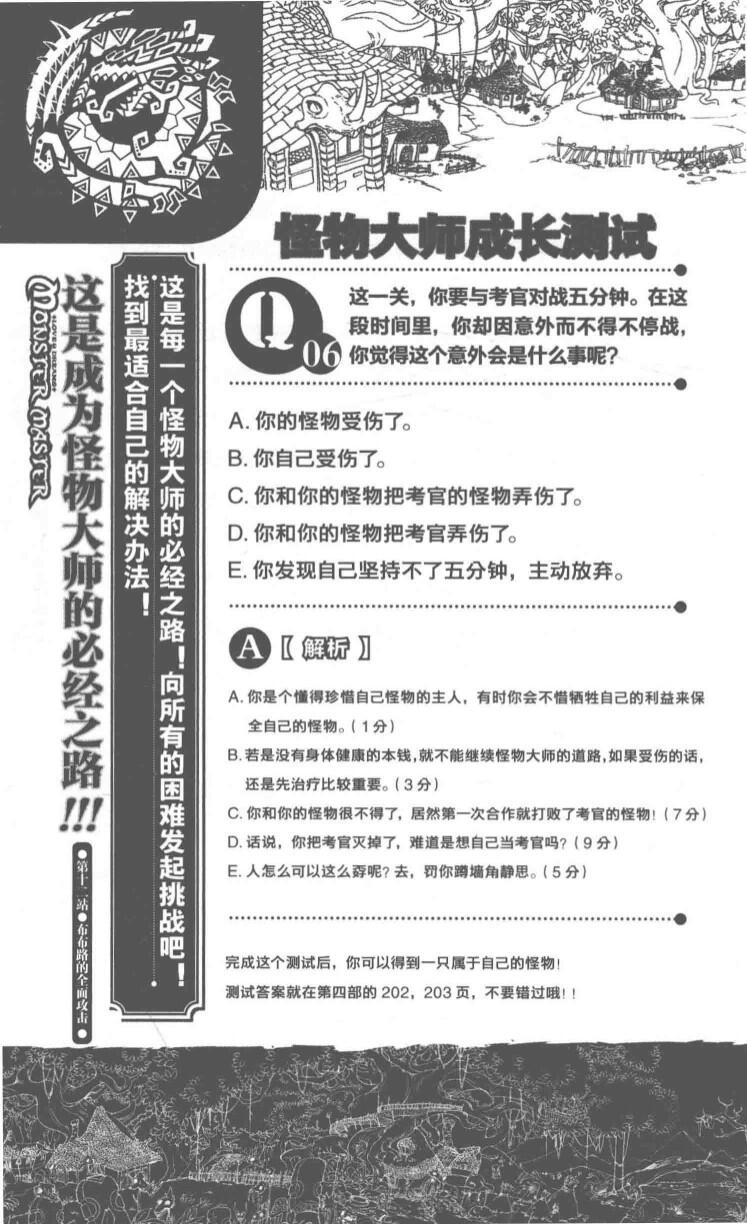 怪物大师成长测试
Q
06
这一关，你要与考官对战五分钟。在这
段时间里，你却因意外而不得不停战，
你觉得这个意外会是什么事呢？
A. 你的怪物受伤了。
B. 你自己受伤了。
C. 你和你的怪物把考官的怪物弄伤了。
D. 你和你的怪物把考官弄伤了。
E. 你发现自己坚持不了五分钟，主动放弃。
A【解析】
A. 你是个懂得珍惜自己怪物的主人，有时你会不惜牺牲自己的利益来保
全自己的怪物。（1分）
B. 若是没有身体健康的本钱，就不能继续怪物大师的道路，如果受伤的话，
还是先治疗比较重要。（3分）
C. 你和你的怪物很不得了，居然第一次合作就打败了考官的怪物！（7分）
D. 话说，你把考官灭掉了，难道是想自己当考官吗？（9分）
E. 人怎么可以这么孬呢？去，罚你蹲墙角静思。（5分）
完成这个测试后，你可以得到一只属于自己的怪物！
测试答案就在第四部的202，203页，不要错过哦！！
这是每一个怪物大师的必经之路！向所有的困难发起挑战吧！
找到最适合自己的解决办法！
这是成为怪物大师的必经之路!!!
MONSTER MASTER
●第十二站●布布路的全面攻击●